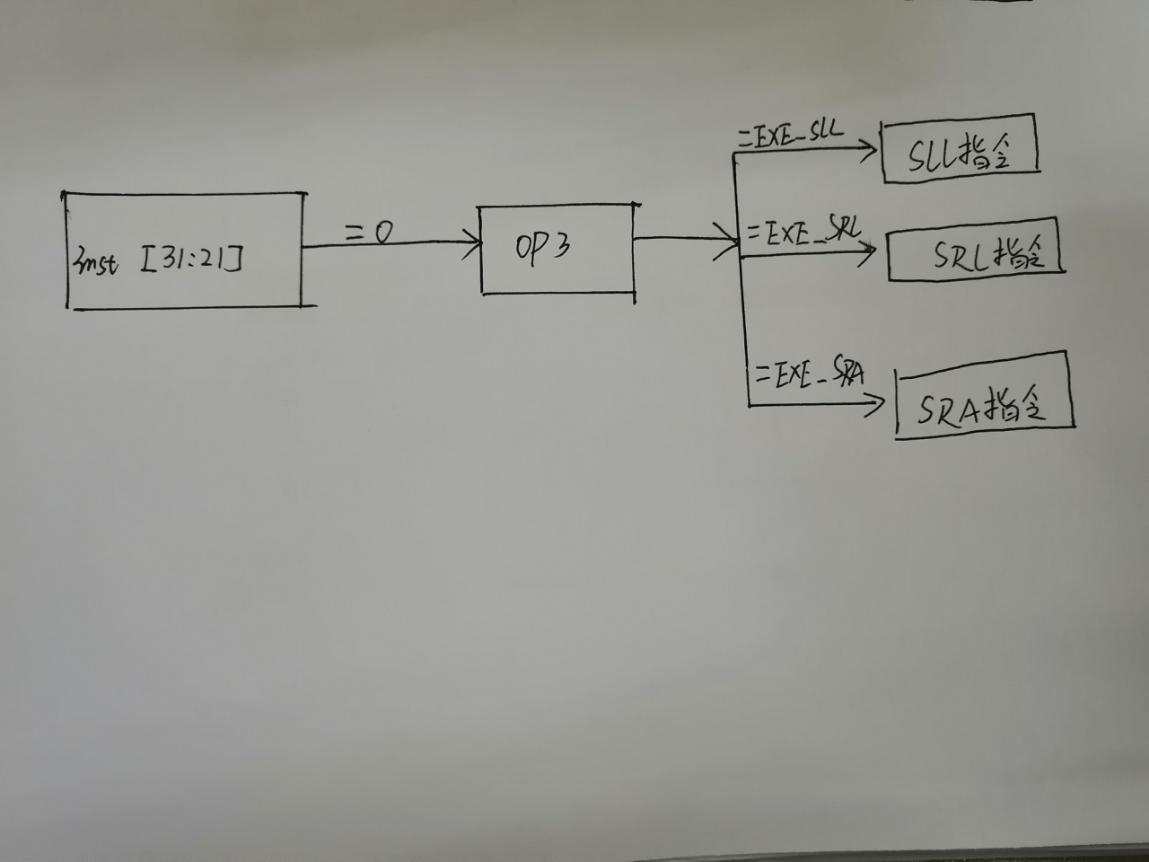 =EXE_SLL
SLL指令
inst [31:21]
=0
OP3
=EXE_SRL
SRL指令
=EXE_SRA
SRA指令